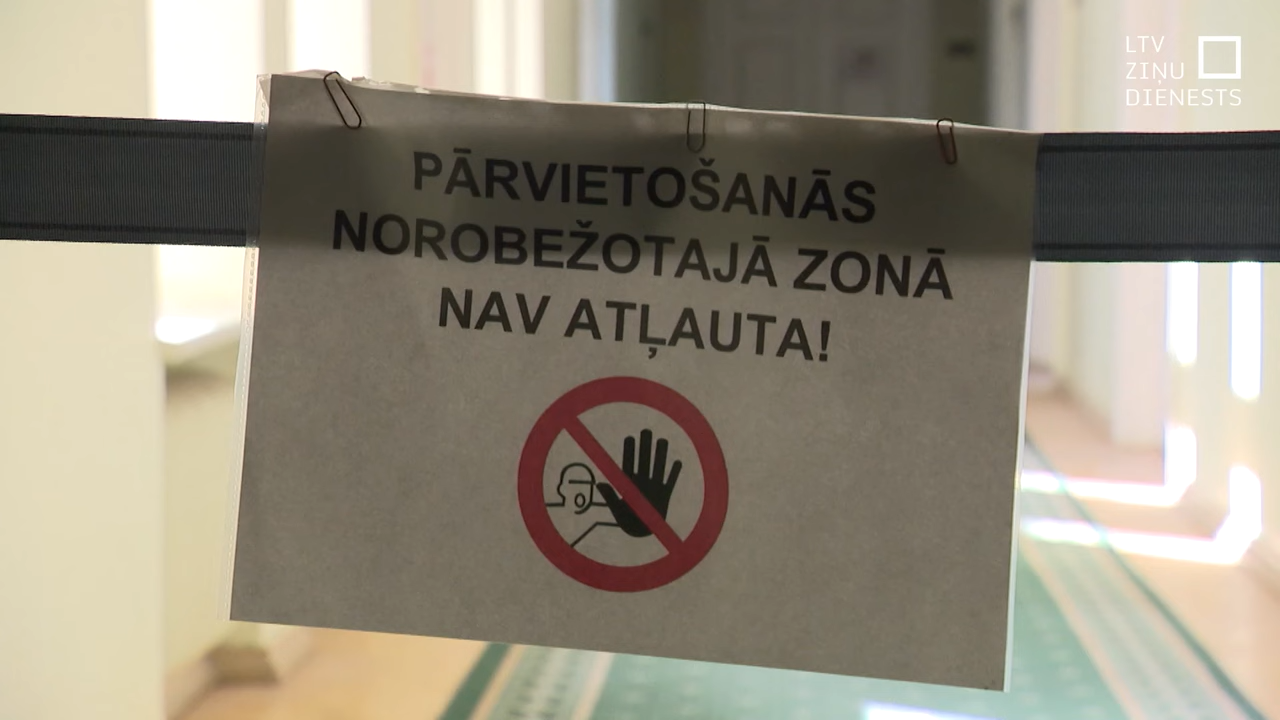 LTV
ZIŅU
DIENESTS
PĀRVIETOŠANĀS
NOROBEŽOTAJĀ ZONĀ
NAV ATĻAUTA!